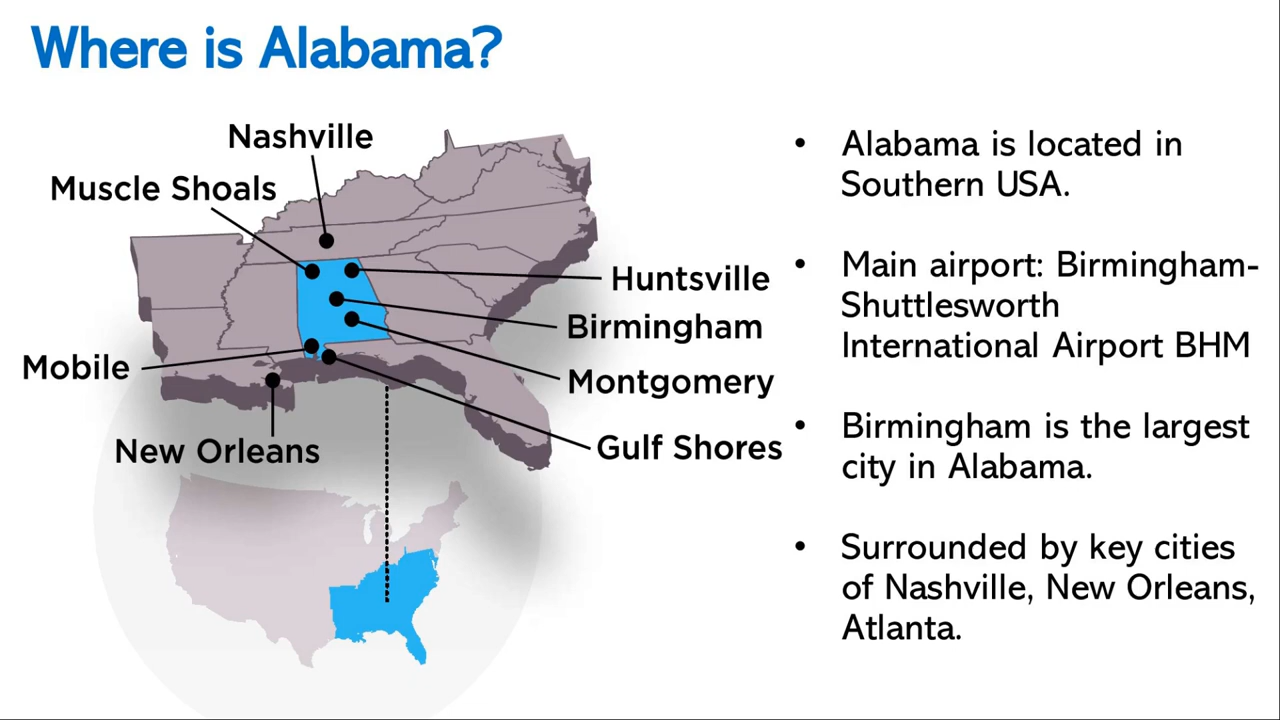 Where is Alabama?
Nashville
Muscle Shoals
Huntsville
Birmingham
Mobile
Montgomery
New Orleans
Gulf Shores
• Alabama is located in
Southern USA.
• Main airport: Birmingham-
Shuttlesworth
International Airport BHM
• Birmingham is the largest
city in Alabama.
• Surrounded by key cities
of Nashville, New Orleans,
Atlanta.